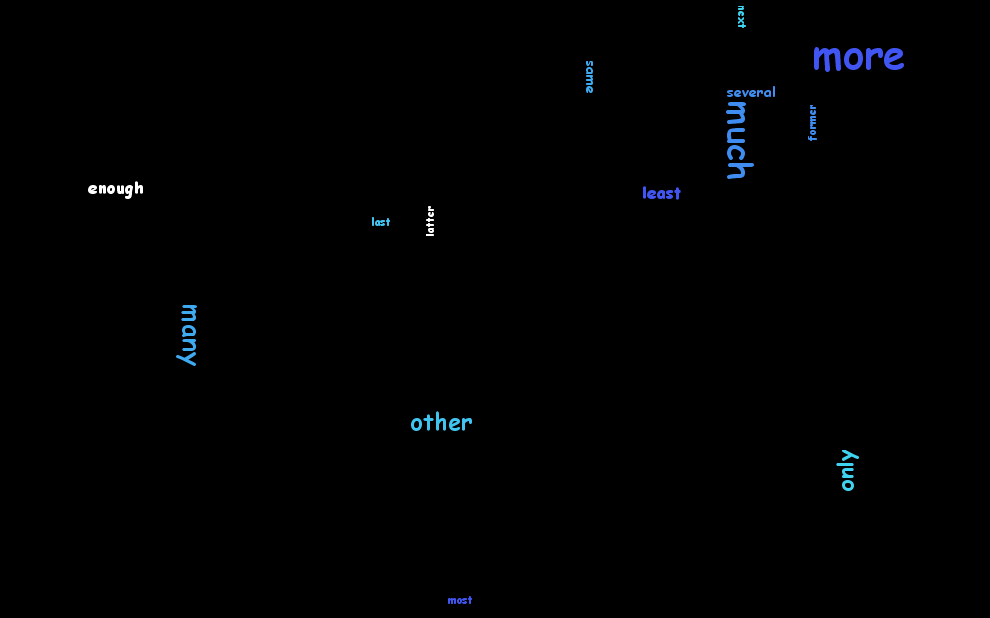 next
more
same
several
much
former
enough
least
last
latter
many
other
only
most